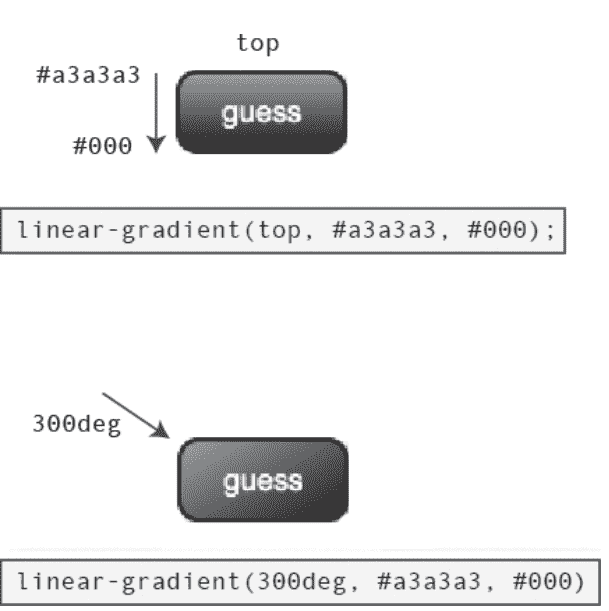 top
#a3a3a3
guess
#000
linear-gradient(top, #a3a3a3, #000);
300deg
guess
linear-gradient(300deg, #a3a3a3, #000)